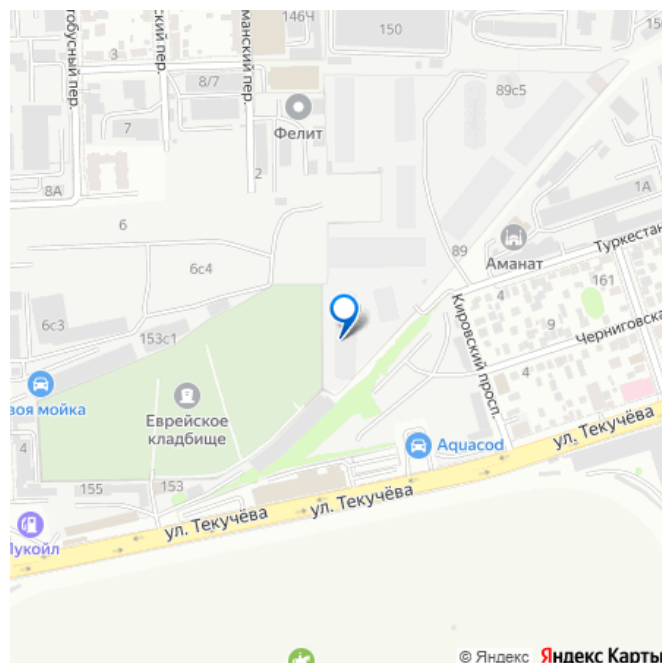 146Ч
150
гобусный пер.
ский пер.
манский пер.
3
8/7
89с5
Фелит
7
2
8А
1А
6
89
Аманат
Туркестан
6с4
4
161
Кировский просп.
6с3
153с1
9
Черниговска
воя мойка
4
Еврейское
кладбище
Aquacod
ул. Текучёва
4
155
153
ул. Текучёва
ул. Текучёва
Лукойл
© Яндекс Яндекс Карты